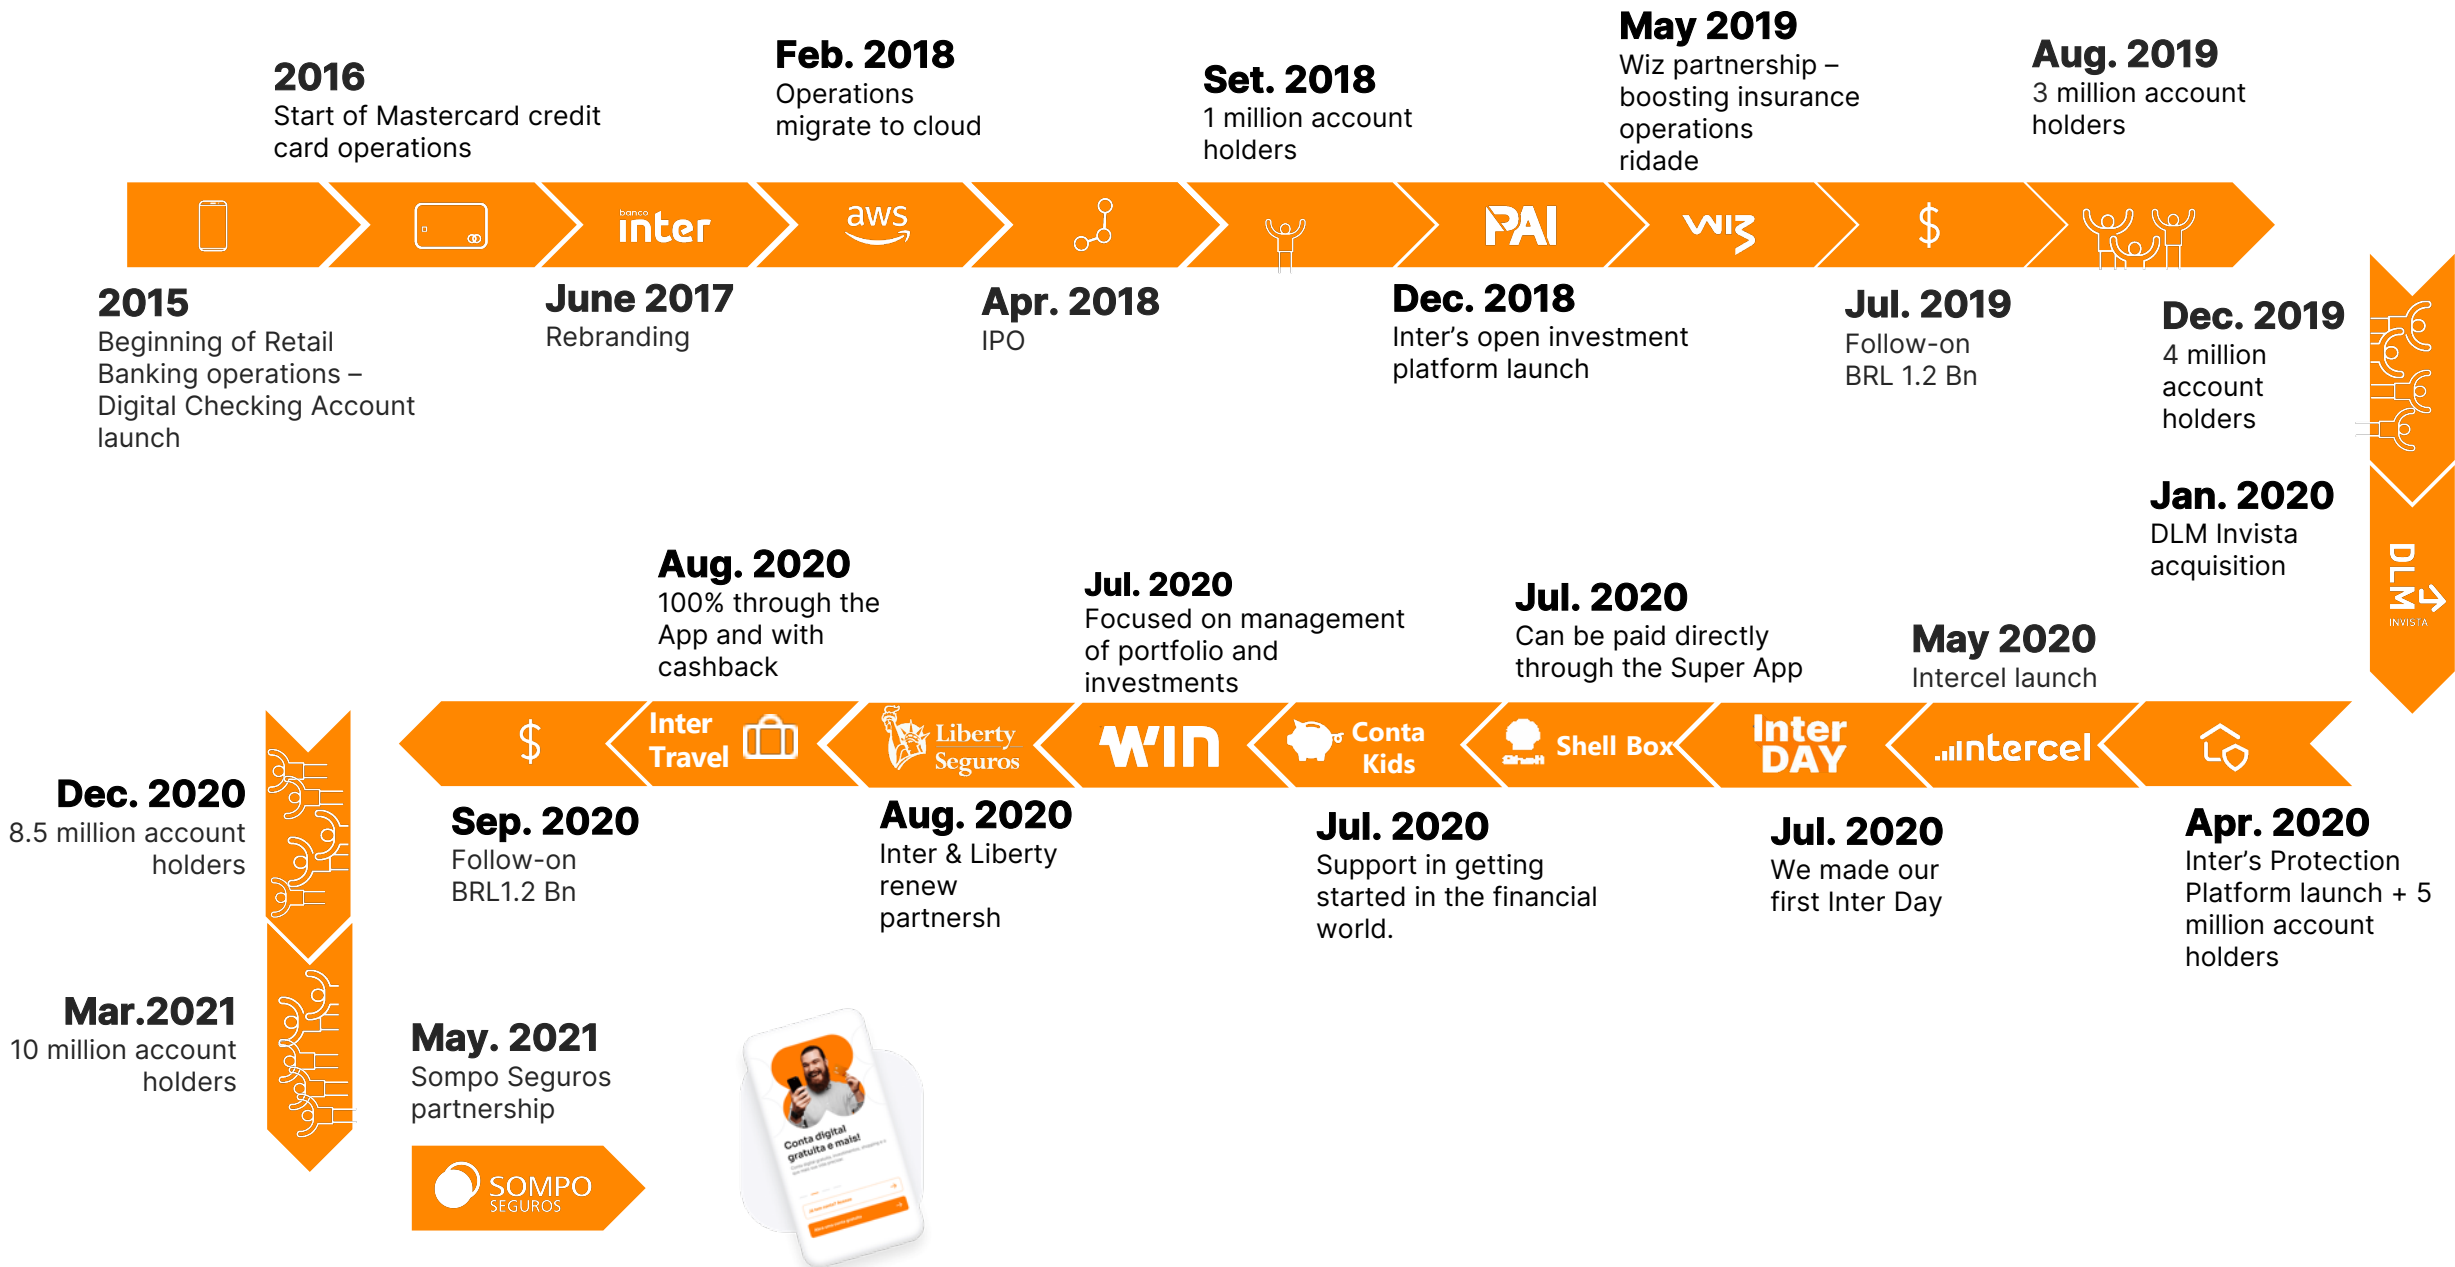 2016
Start of Mastercard credit
card operations
Feb. 2018
Operations
migrate to cloud
Set. 2018
1 million account
holders
May 2019
Wiz partnership –
boosting insurance
operations
ridade
Aug. 2019
3 million account
holders
banco
inter
aws
PAI
WIZ
$
2015
Beginning of Retail
Banking operations –
Digital Checking Account
launch
June 2017
Rebranding
Apr. 2018
IPO
Dec. 2018
Inter's open investment
platform launch
Jul. 2019
Follow-on
BRL 1.2 Bn
Dec. 2019
4 million
account
holders
Jan. 2020
DLM Invista
acquisition
DLM
INVISTA
May 2020
Intercel launch
Jul. 2020
Can be paid directly
through the Super App
Jul. 2020
Focused on management
of portfolio and
investments
Aug. 2020
100% through the
App and with
cashback
intercel
Inter
DAY
Shell
Shell Box
Conta
Kids
WIN
Liberty
Seguros
Inter
Travel
$
Apr. 2020
Inter's Protection
Platform launch + 5
million account
holders
Jul. 2020
We made our
first Inter Day
Jul. 2020
Support in getting
started in the financial
world.
Aug. 2020
Inter & Liberty
renew
partnersh
Sep. 2020
Follow-on
BRL1.2 Bn
Dec. 2020
8.5 million account
holders
Mar.2021
10 million account
holders
May. 2021
Sompo Seguros
partnership
SOMPO
SEGUROS
Conta digital
gratuita e mais!